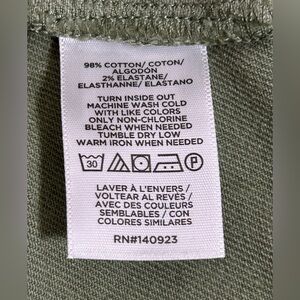 98% COTTON/ COTON/
ALGODÓN
2% ELASTANE/
ELASTHANNE/ ELASTANO
TURN INSIDE OUT
MACHINE WASH COLD
WITH LIKE COLORS
ONLY NON-CHLORINE
BLEACH WHEN NEEDED
TUMBLE DRY LOW
WARM IRON WHEN NEEDED
30 P
LAVER À L'ENVERS /
VOLTEAR AL REVÉS /
AVEC DES COULEURS
SEMBLABLES / CON
COLORES SIMILARES
RN#140923